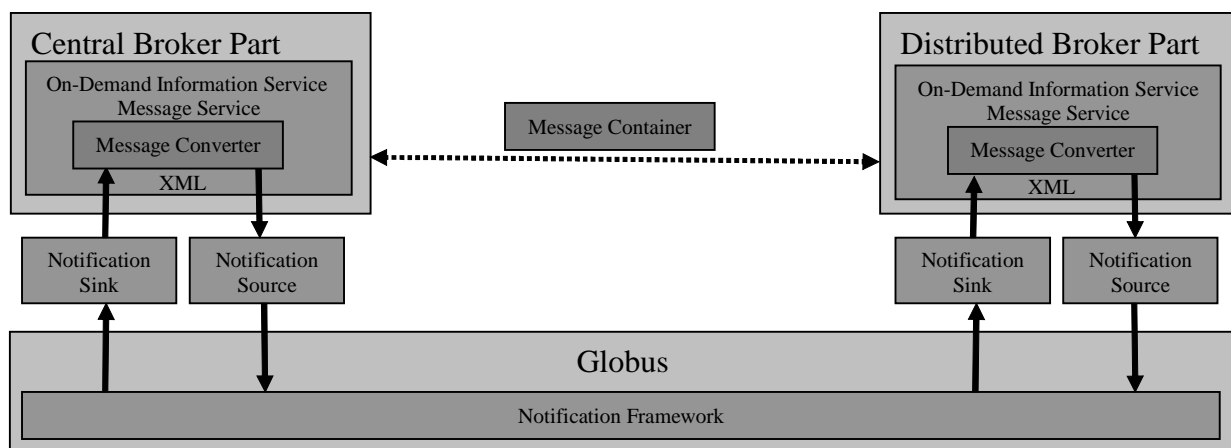 Central Broker Part
On-Demand Information Service
Message Service
Message Converter
XML
Message Container
Distributed Broker Part
On-Demand Information Service
Message Service
Message Converter
XML
Notification
Sink
Notification
Source
Notification
Sink
Notification
Source
Globus
Notification Framework